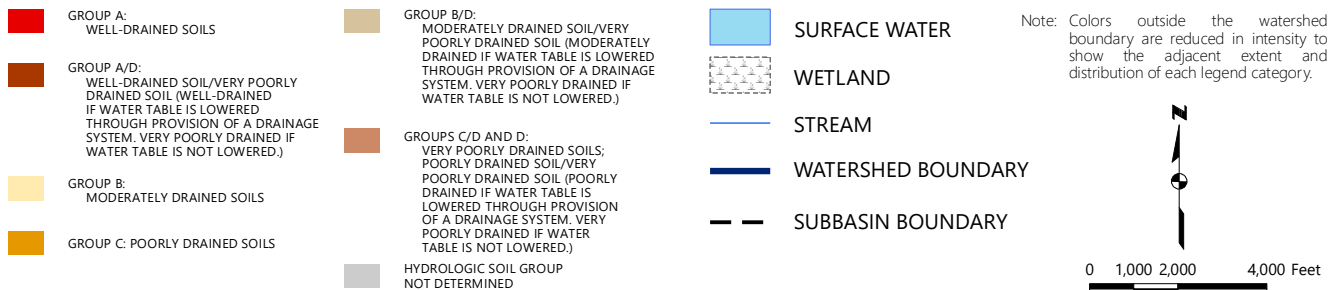 GROUP A:
WELL-DRAINED SOILS
GROUP A/D:
WELL-DRAINED SOIL/VERY POORLY
DRAINED SOIL (WELL-DRAINED
IF WATER TABLE IS LOWERED
THROUGH PROVISION OF A DRAINAGE
SYSTEM. VERY POORLY DRAINED IF
WATER TABLE IS NOT LOWERED.)
GROUP B:
MODERATELY DRAINED SOILS
GROUP C: POORLY DRAINED SOILS
GROUP B/D:
MODERATELY DRAINED SOIL/VERY
POORLY DRAINED SOIL (MODERATELY
DRAINED IF WATER TABLE IS LOWERED
THROUGH PROVISION OF A DRAINAGE
SYSTEM. VERY POORLY DRAINED IF
WATER TABLE IS NOT LOWERED.)
GROUPS C/D AND D:
VERY POORLY DRAINED SOILS;
POORLY DRAINED SOIL/VERY
POORLY DRAINED SOIL (POORLY
DRAINED IF WATER TABLE IS
LOWERED THROUGH PROVISION
OF A DRAINAGE SYSTEM. VERY
POORLY DRAINED IF WATER
TABLE IS NOT LOWERED.)
HYDROLOGIC SOIL GROUP
NOT DETERMINED
SURFACE WATER
WETLAND
STREAM
WATERSHED BOUNDARY
SUBBASIN BOUNDARY
Note: Colors outside the watershed
boundary are reduced in intensity to
show the adjacent extent and
distribution of each legend category.
N
0 1,000 2,000 4,000 Feet